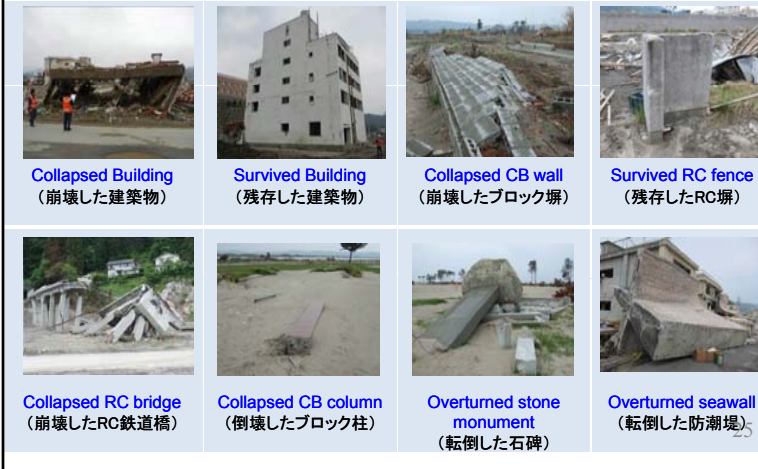 Collapsed Building
（崩壊した建築物）
Survived Building
（残存した建築物）
Collapsed CB wall
（崩壊したブロック塀）
Survived RC fence
（残存したRC塀）
Collapsed RC bridge
（崩壊したRC鉄道橋）
Collapsed CB column
（倒壊したブロック柱）
Overturned stone
monument
（転倒した石碑）
Overturned seawall
（転倒した防潮堤）
25